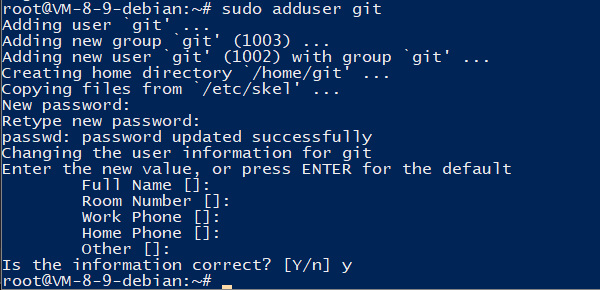 root@VM-8-9-debian:~# sudo adduser git
Adding user `git' ...
Adding new group `git' (1003) ...
Adding new user `git' (1002) with group `git' ...
Creating home directory `/home/git' ...
Copying files from `/etc/skel' ...
New password:
Retype new password:
passwd: password updated successfully
Changing the user information for git
Enter the new value, or press ENTER for the default
        Full Name []:
        Room Number []:
        Work Phone []:
        Home Phone []:
        Other []:
Is the information correct? [Y/n] y
root@VM-8-9-debian:~#